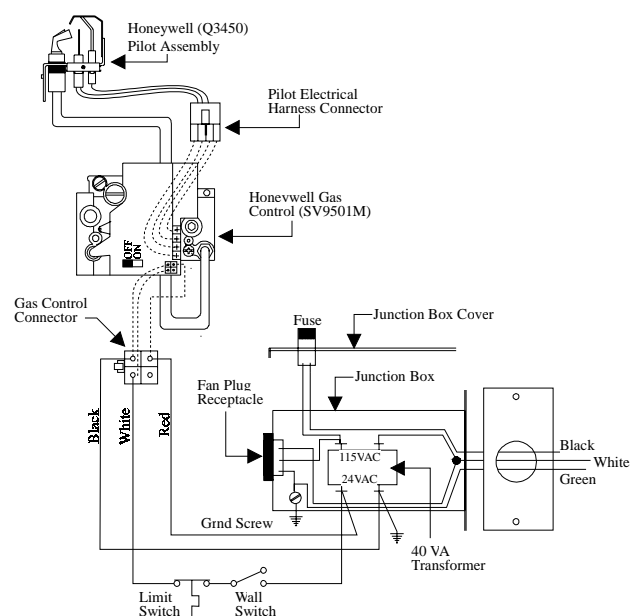 Honeywell (Q3450)
Pilot Assembly
Pilot Electrical
Harness Connector
Honevwell Gas
Control (SV9501M)
OFF
ON
Gas Control
Connector
Fuse
Junction Box Cover
Fan Plug
Receptacle
Junction Box
Black
White
Red
115VAC
24VAC
Black
White
Green
Grnd Screw
40 VA
Transformer
Limit
Switch
Wall
Switch